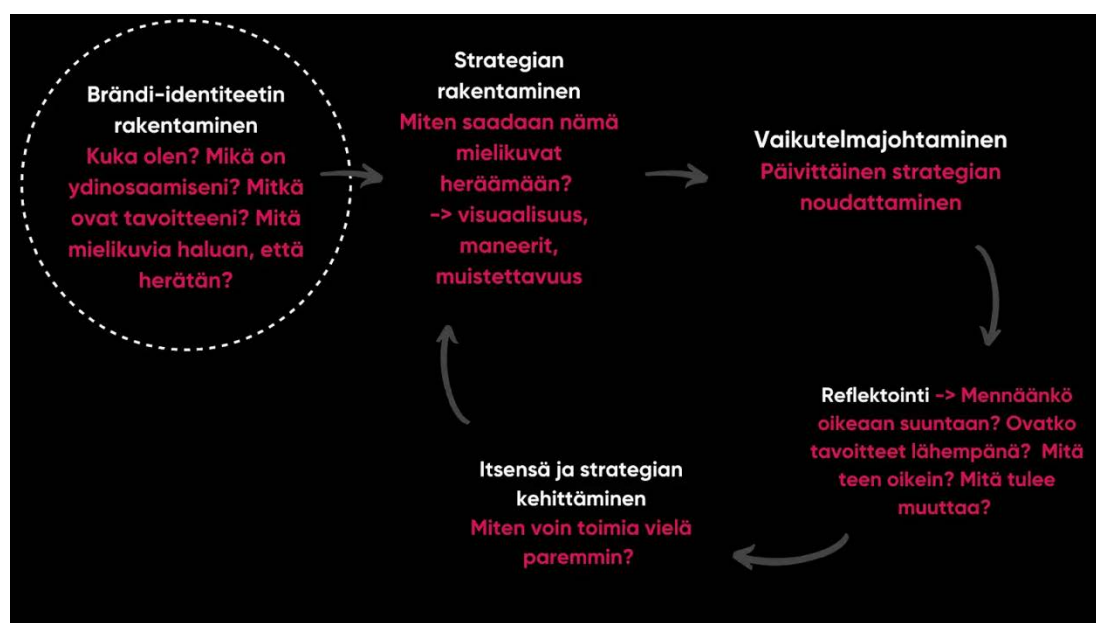 Brändi-identiteetin
rakentaminen
Kuka olen? Mikä on
ydinosaamiseni? Mitkä
ovat tavoitteeni? Mitä
mielikuvia haluan, että
herätän?
Strategian
rakentaminen
Miten saadaan nämä
mielikuvat
heräämään?
-> visuaalisuus,
maneerit,
muistettavuus
Vaikutelmajohtaminen
Päivittäinen strategian
noudattaminen
Reflektointi -> Mennäänkö
oikeaan suuntaan? Ovatko
tavoitteet lähempänä? Mitä
teen oikein? Mitä tulee
muuttaa?
Itsensä ja strategian
kehittäminen
Miten voin toimia vielä
paremmin?